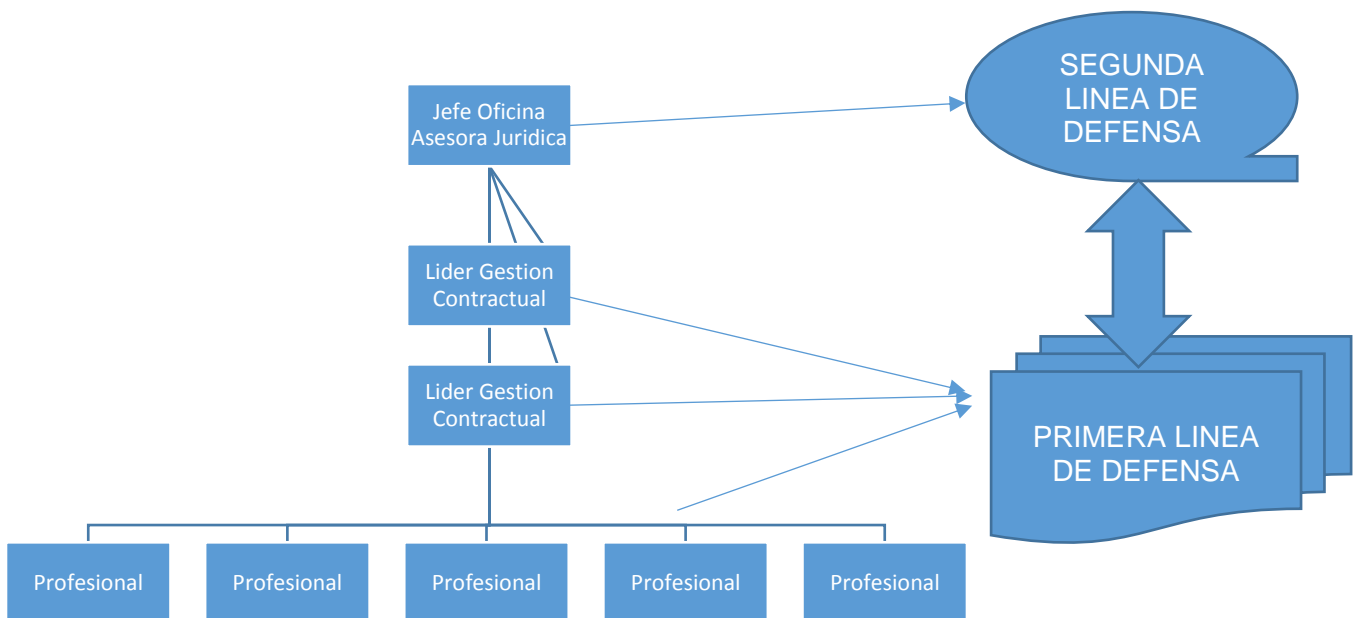 SEGUNDA
LINEA DE
DEFENSA
Jefe Oficina
Asesora Juridica
Lider Gestion
Contractual
Lider Gestion
Contractual
PRIMERA LINEA
DE DEFENSA
Profesional
Profesional
Profesional
Profesional
Profesional